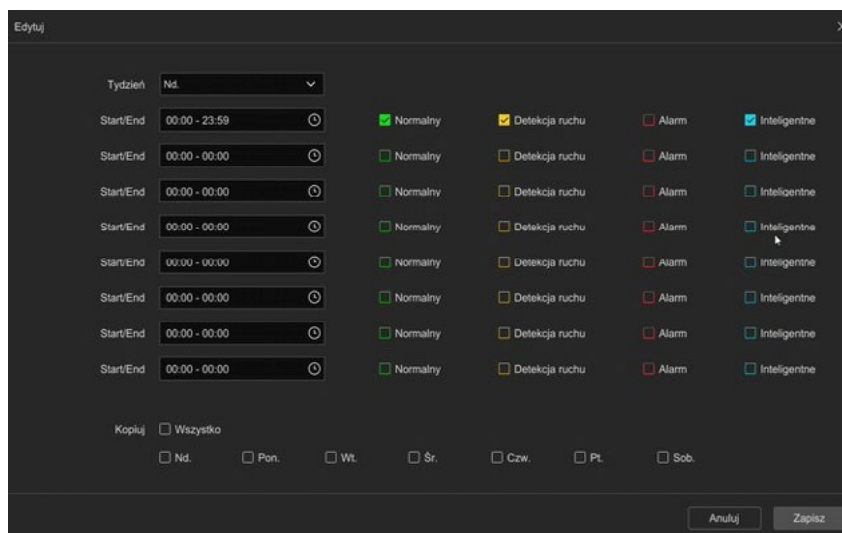 Edytuj
Tydzień Nd.
Start/End 00:00 - 23:59 Normalny Detekcja ruchu Alarm Inteligentne
Start/End 00:00 - 00:00 Normalny Detekcja ruchu Alarm Inteligentne
Start/End 00:00 - 00:00 Normalny Detekcja ruchu Alarm Inteligentne
Start/End 00:00 - 00:00 Normalny Detekcja ruchu Alarm Inteligentne
Start/End 00:00 - 00:00 Normalny Detekcja ruchu Alarm Inteligentne
Start/End 00:00 - 00:00 Normalny Detekcja ruchu Alarm Inteligentne
Start/End 00:00 - 00:00 Normalny Detekcja ruchu Alarm Inteligentne
Start/End 00:00 - 00:00 Normalny Detekcja ruchu Alarm Inteligentne
Kopiuj Wszystko
Nd. Pon. Wt. Śr. Czw. Pt. Sob.
Anuluj Zapisz